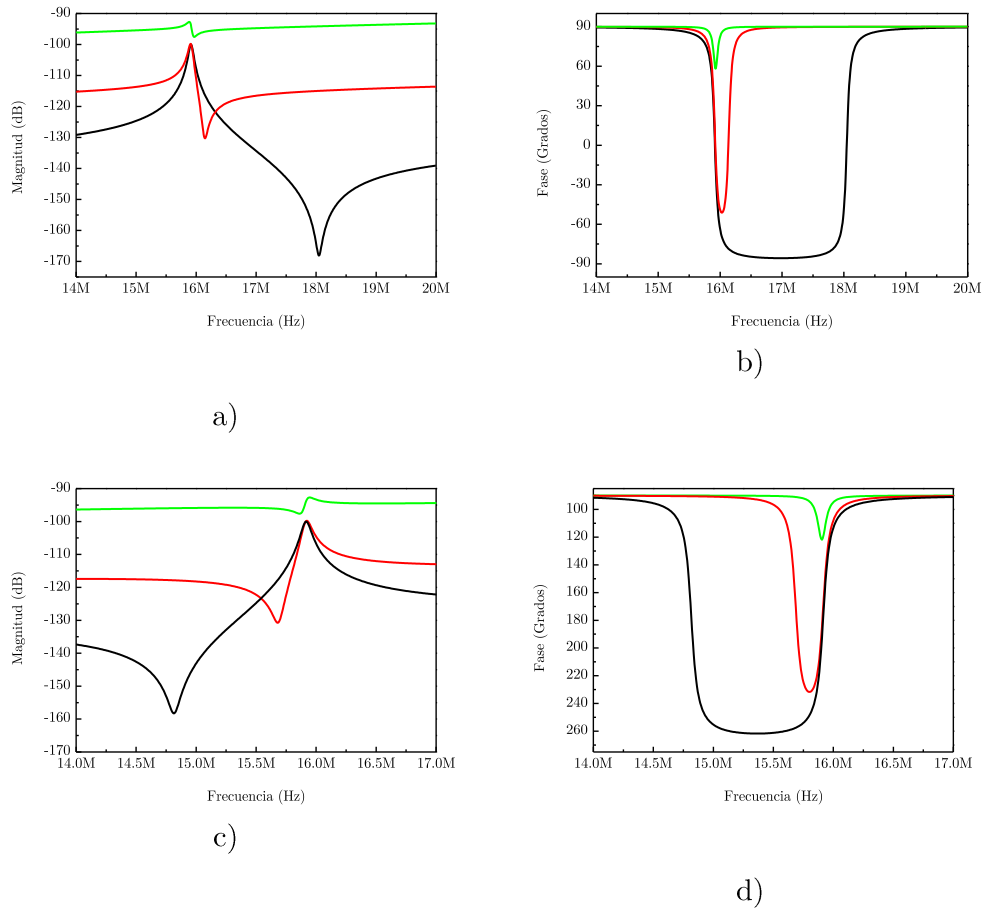 -90
-100
-110
-120
-130
-140
-150
-160
-170
Magnitud (dB)
14M 15M 16M 17M 18M 19M 20M
Frecuencia (Hz)
a)
90
60
30
0
-30
-60
-90
Fase (Grados)
14M 15M 16M 17M 18M 19M 20M
Frecuencia (Hz)
b)
-90
-100
-110
-120
-130
-140
-150
-160
-170
Magnitud (dB)
14.0M 14.5M 15.0M 15.5M 16.0M 16.5M 17.0M
Frecuencia (Hz)
c)
100
120
140
160
180
200
220
240
260
Fase (Grados)
14.0M 14.5M 15.0M 15.5M 16.0M 16.5M 17.0M
Frecuencia (Hz)
d)